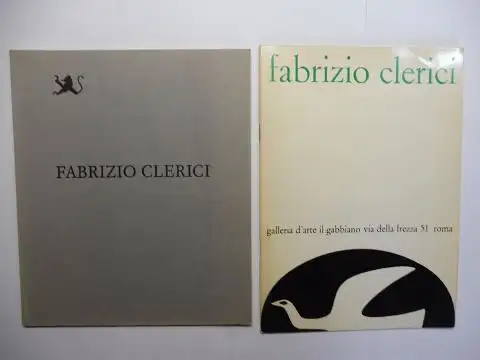 FABRIZIO CLERICI
fabrizio clerici
galleria d'arte il gabbiano via della frezza 51 roma